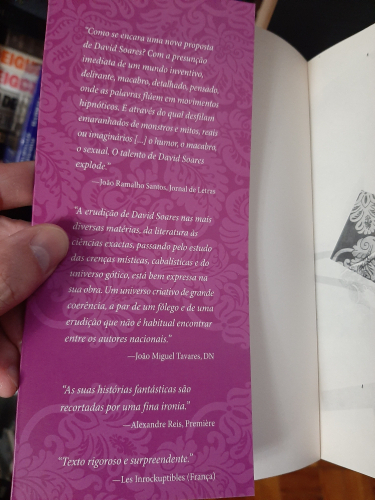 “Como se encara uma nova proposta
de David Soares? Com a presunção
imediata de um mundo inventivo,
delirante, macabro, detalhado, pensado,
onde as palavras flúem em movimentos
hipnóticos. E através do qual desfilam
emaranhados de monstros e mitos, reais
ou imaginários [...] o humor, o macabro,
o sexual. O talento de David Soares
explode.”
—João Ramalho Santos, Jornal de Letras
“A erudição de David Soares nas mais
diversas matérias, da literatura às
ciências exactas, passando pelo estudo
das crenças místicas, cabalísticas e do
universo gótico, está bem expressa na
sua obra. Um universo criativo de grande
coerência, a par de um fôlego e de uma
erudição que não é habitual encontrar
entre os autores nacionais.”
—João Miguel Tavares, DN
“As suas histórias fantásticas são
recortadas por uma fina ironia.”
—Alexandre Reis, Première
“Texto rigoroso e surpreendente.”
—Les Inrockuptibles (França)